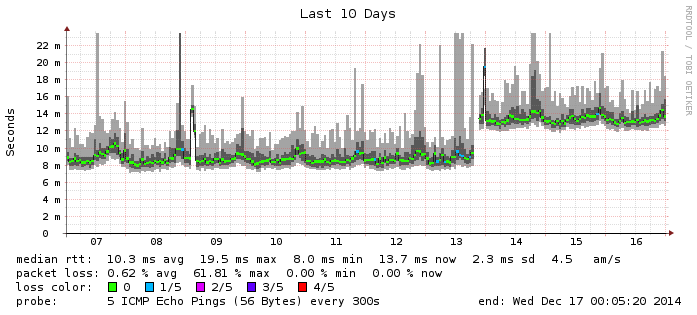 Last 10 Days
RRDTOOL / TOBI OETIKER
Seconds
22 m
20 m
18 m
16 m
14 m
12 m
10 m
8 m
6 m
4 m
2 m
0
07 08 09 10 11 12 13 14 15 16
median rtt: 10.3 ms avg 19.5 ms max 8.0 ms min 13.7 ms now 2.3 ms sd 4.5 am/s
packet loss: 0.62 % avg 61.81 % max 0.00 % min 0.00 % now
loss color: 0 1/5 2/5 3/5 4/5
probe: 5 ICMP Echo Pings (56 Bytes) every 300s end: Wed Dec 17 00:05:20 2014